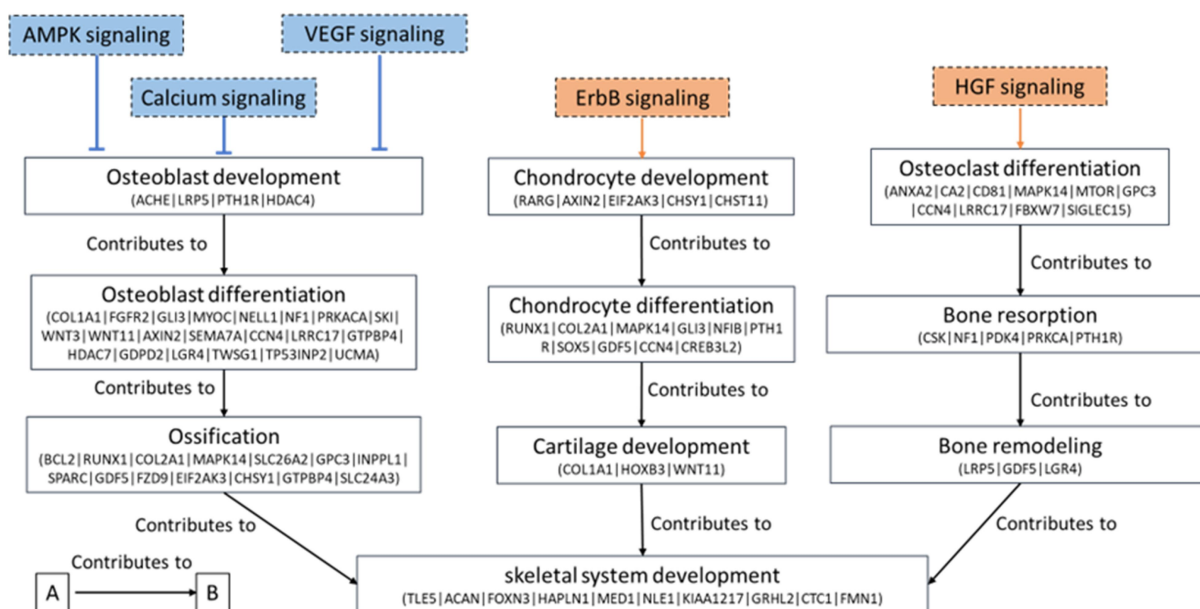 AMPK signaling
VEGF signaling
Calcium signaling
ErbB signaling
HGF signaling
Osteoblast development
(ACHE|LRP5|PTH1R|HDAC4)
Contributes to
Osteoblast differentiation
(COL1A1|FGFR2|GLI3|MYOC|NELL1|NF1|PRKACA|SKI|
WNT3|WNT11|AXIN2|SEMA7A|CCN4|LRRC17|GTPBP4|
HDAC7|GDPD2|LGR4|TWSG1|TP53INP2|UCMA)
Contributes to
Ossification
(BCL2|RUNX1|COL2A1|MAPK14|SLC26A2|GPC3|INPPL1|
SPARC|GDF5|FZD9|EIF2AK3|CHSY1|GTPBP4|SLC24A3)
Contributes to
Chondrocyte development
(RARG|AXIN2|EIF2AK3|CHSY1|CHST11)
Contributes to
Chondrocyte differentiation
(RUNX1|COL2A1|MAPK14|GLI3|NFIB|PTH1
R|SOX5|GDF5|CCN4|CREB3L2)
Contributes to
Cartilage development
(COL1A1|HOXB3|WNT11)
Contributes to
Osteoclast differentiation
(ANXA2|CA2|CD81|MAPK14|MTOR|GPC3
|CCN4|LRRC17|FBXW7|SIGLEC15)
Contributes to
Bone resorption
(CSK|NF1|PDK4|PRKCA|PTH1R)
Contributes to
Bone remodeling
(LRP5|GDF5|LGR4)
Contributes to
skeletal system development
(TLE5|ACAN|FOXN3|HAPLN1|MED1|NLE1|KIAA1217|GRHL2|CTC1|FMN1)
Contributes to
A B